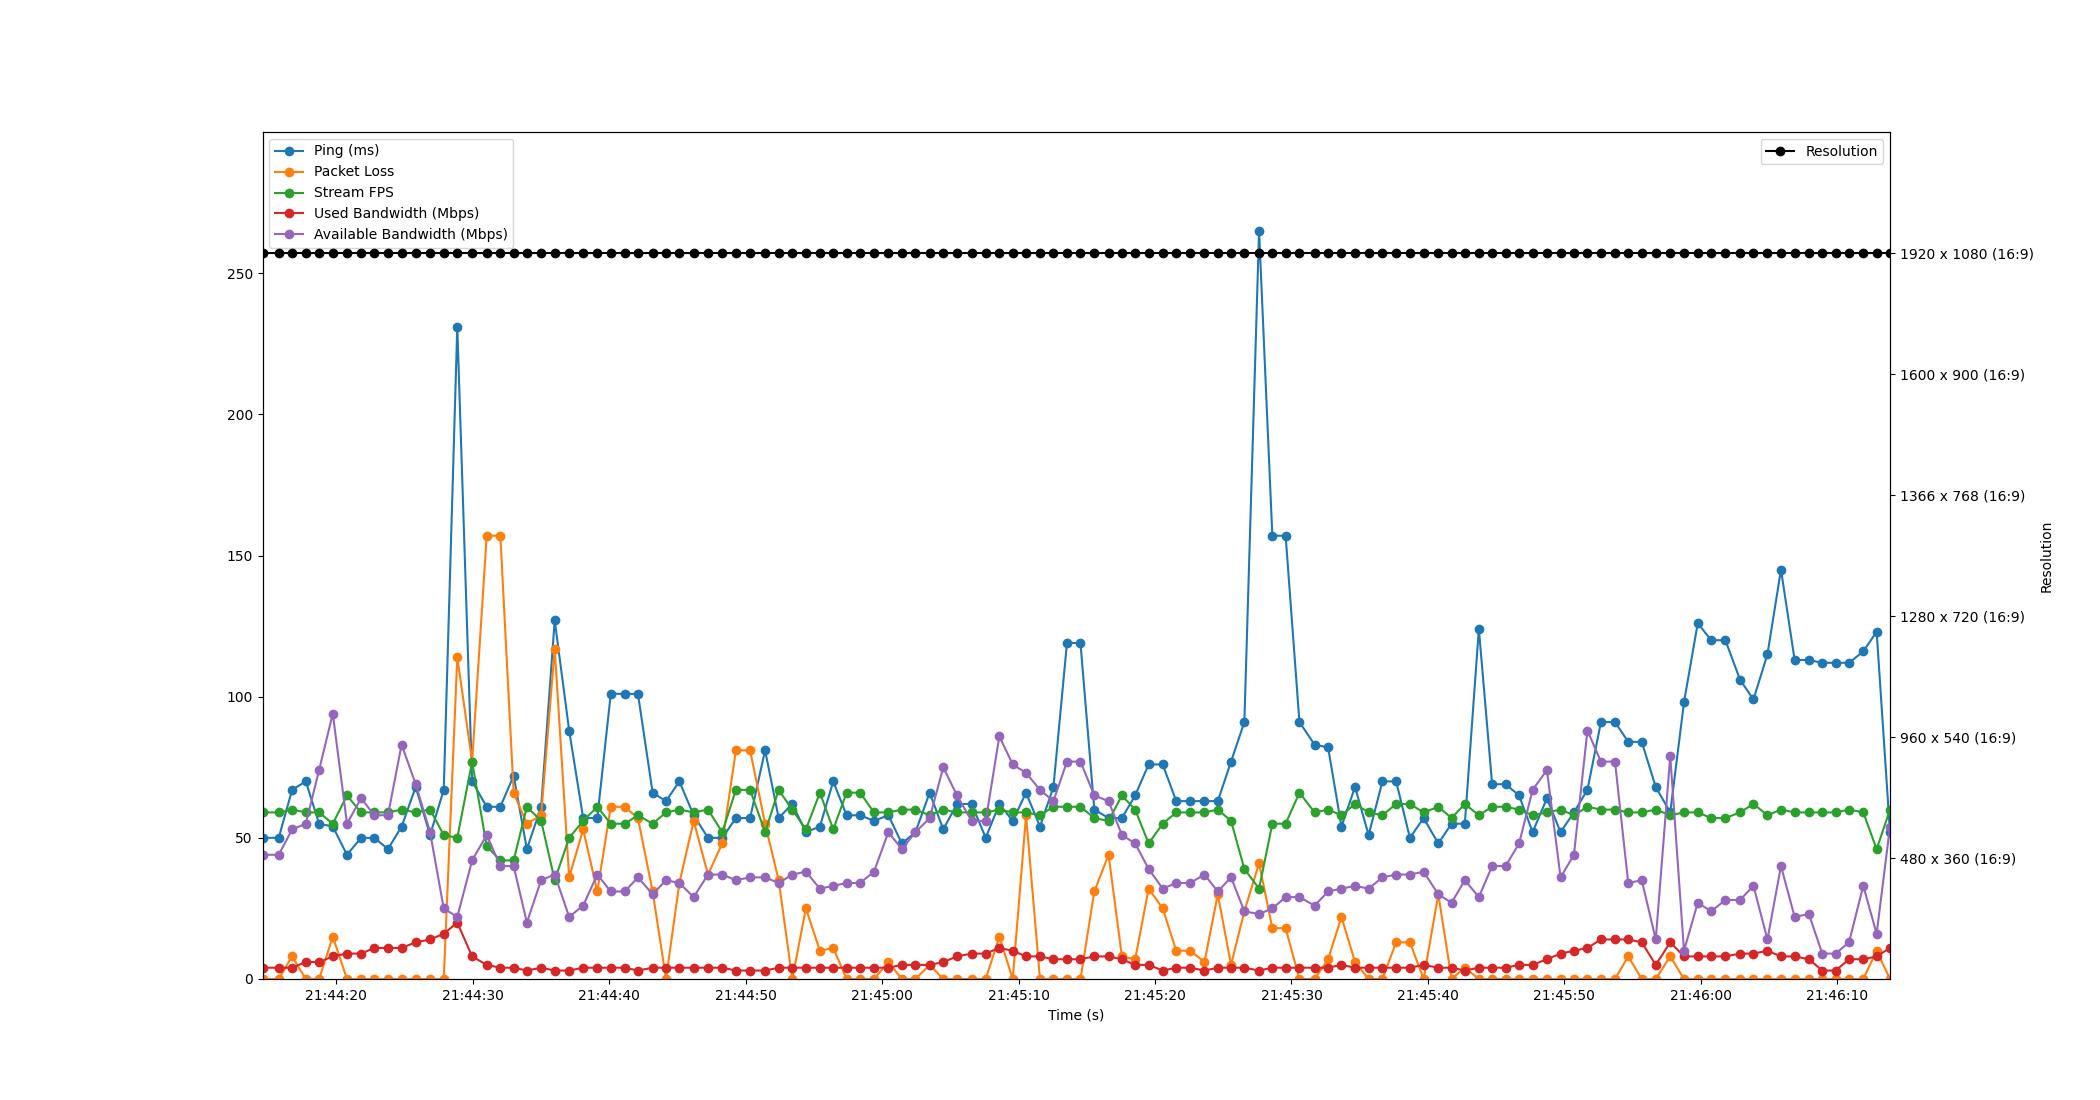 Ping (ms)
Packet Loss
Stream FPS
Used Bandwidth (Mbps)
Available Bandwidth (Mbps)
Resolution
250
200
150
100
50
0
1920 x 1080 (16:9)
1600 x 900 (16:9)
1366 x 768 (16:9)
1280 x 720 (16:9)
960 x 540 (16:9)
480 x 360 (16:9)
Resolution
21:44:20
21:44:30
21:44:40
21:44:50
21:45:00
21:45:10
21:45:20
21:45:30
21:45:40
21:45:50
21:46:00
21:46:10
Time (s)